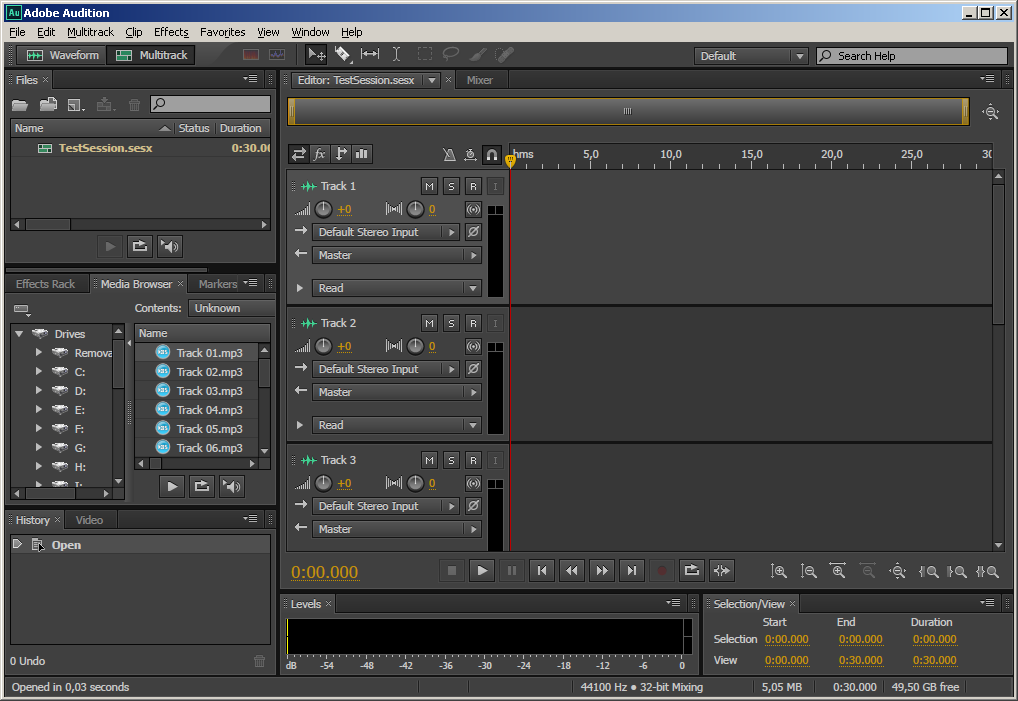 Au Adobe Audition
File Edit Multitrack Clip Effects Favorites View Window Help
Waveform Multitrack Default Search Help
Files ×
Name Status Duration
TestSession.sesx 0:30.00
Effects Rack Media Browser × Markers
Contents: Unknown
Drives
Remova
C:
D:
E:
F:
G:
H:
I:
Name
Track 01.mp3
Track 02.mp3
Track 03.mp3
Track 04.mp3
Track 05.mp3
Track 06.mp3
History × Video
Open
0 Undo
Editor: TestSession.sesx × Mixer
fx
hms 5,0 10,0 15,0 20,0 25,0 30
Track 1 M S R I
+0 0
Default Stereo Input
Master
Read
Track 2 M S R I
+0 0
Default Stereo Input
Master
Read
Track 3 M S R I
+0 0
Default Stereo Input
Master
0:00.000
Levels ×
dB -54 -48 -42 -36 -30 -24 -18 -12 -6 0
Selection/View ×
Start End Duration
Selection 0:00.000 0:00.000 0:00.000
View 0:00.000 0:30.000 0:30.000
Opened in 0,03 seconds 44100 Hz ● 32-bit Mixing 5,05 MB 0:30.000 49,50 GB free